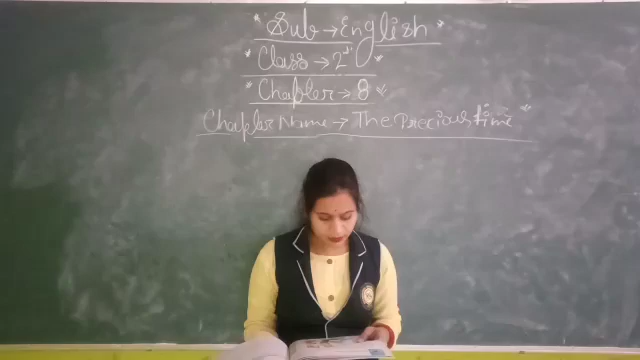 Sub → English
Class → 2nd
Chapter → 8
Chapter Name → The Precious time